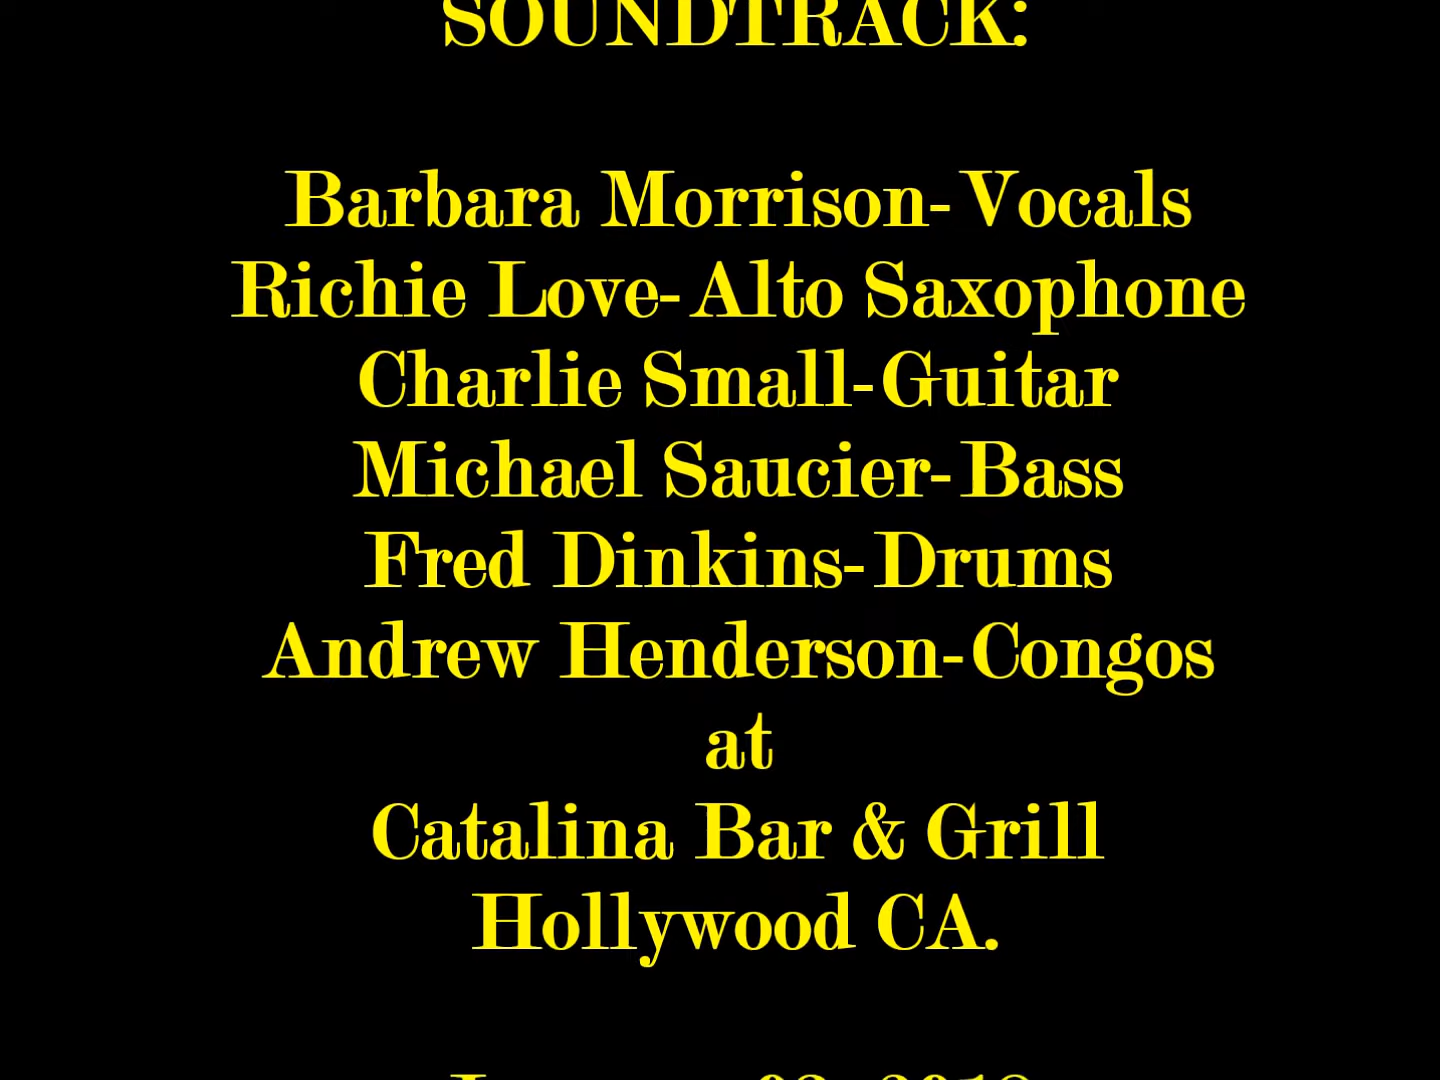 SOUNDTRACK:
Barbara Morrison-Vocals
Richie Love-Alto Saxophone
Charlie Small-Guitar
Michael Saucier-Bass
Fred Dinkins-Drums
Andrew Henderson-Congos
at
Catalina Bar & Grill
Hollywood CA.